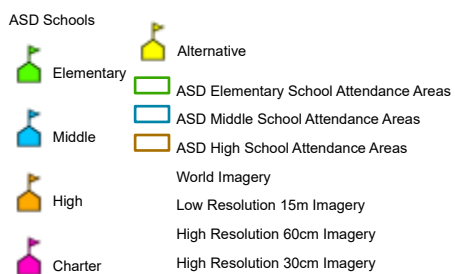 ASD Schools
Elementary
Middle
High
Charter
Alternative
ASD Elementary School Attendance Areas
ASD Middle School Attendance Areas
ASD High School Attendance Areas
World Imagery
Low Resolution 15m Imagery
High Resolution 60cm Imagery
High Resolution 30cm Imagery